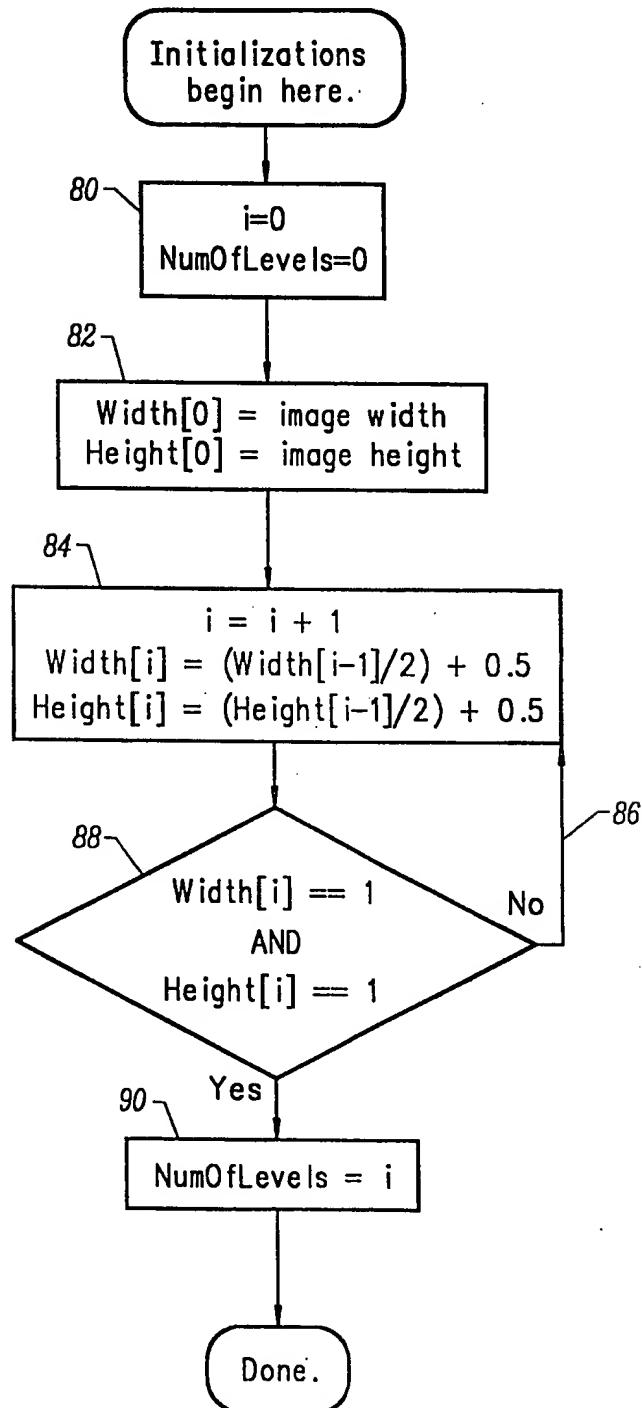 Initializations
begin here.
80
i=0
NumOfLevels=0
82
Width[0] = image width
Height[0] = image height
84
i = i + 1
Width[i] = (Width[i-1]/2) + 0.5
Height[i] = (Height[i-1]/2) + 0.5
86
88
Width[i] == 1
AND
Height[i] == 1
No
Yes
90
NumOfLevels = i
Done.